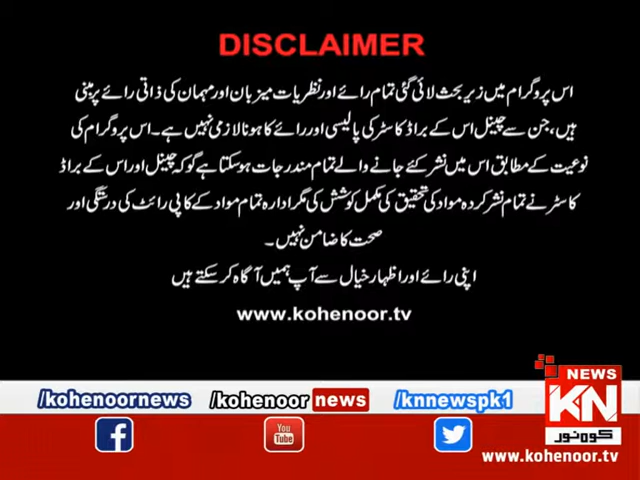 DISCLAIMER
اس پروگرام میں زیر بحث لائی گئی تمام رائے اور نظریات میزبان اور مہمان کی ذاتی رائے پر مبنی
ہیں، جن سے چینل اس کے براڈ کاسٹر کی پالیسی اور رائے کا ہونا لازمی نہیں ہے۔ اس پروگرام کی
نوعیت کے مطابق اس میں نشر کئے جانے والے تمام مندرجات ہو سکتا ہے گو کہ چینل اور اس کے براڈ
کاسٹر نے تمام نشر کردہ مواد کی تحقیق کی مکمل کوشش کی مگر ادارہ تمام مواد کے کاپی رائٹ کی درستگی اور
صحت کا ضامن نہیں۔
اپنی رائے اور اظہار خیال سے آپ ہمیں آگاہ کر سکتے ہیں
www.kohenoor.tv
/kohenoornews /kohenoor news /knnewspk1
You Tube
NEWS
KN
کوہ نور
www.kohenoor.tv